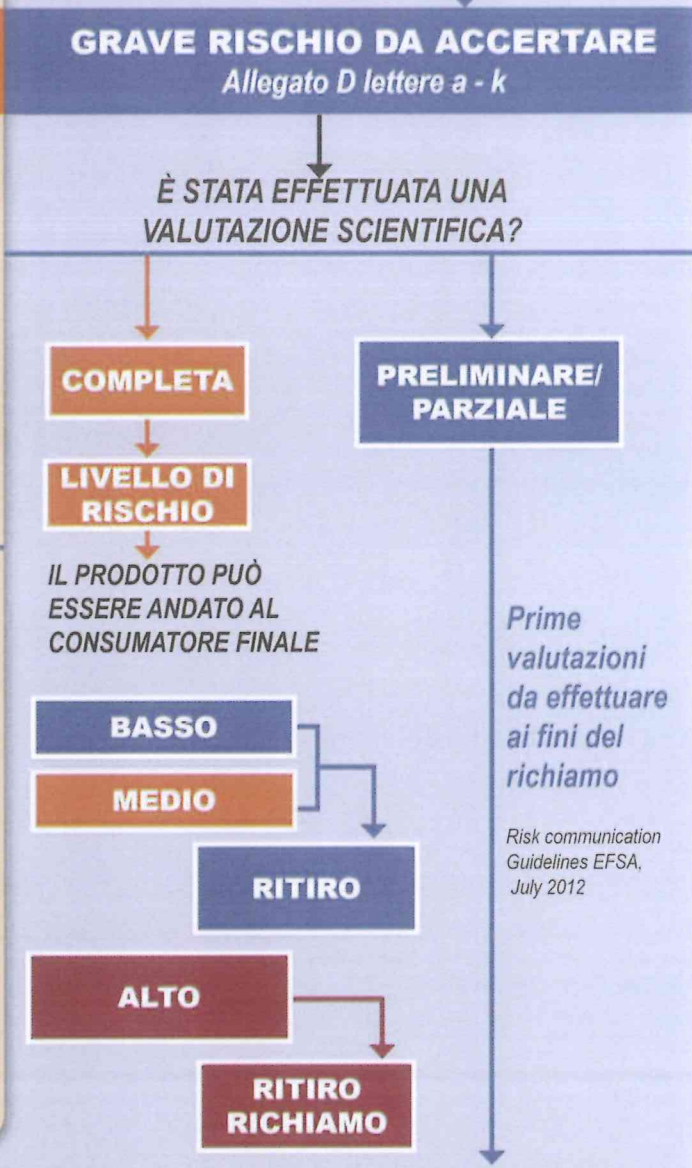 GRAVE RISCHIO DA ACCERTARE
Allegato D lettere a - k
È STATA EFFETTUATA UNA
VALUTAZIONE SCIENTIFICA?
COMPLETA
LIVELLO DI
RISCHIO
IL PRODOTTO PUÒ
ESSERE ANDATO AL
CONSUMATORE FINALE
BASSO
MEDIO
RITIRO
ALTO
RITIRO
RICHIAMO
PRELIMINARE/
PARZIALE
Prime
valutazioni
da effettuare
ai fini del
richiamo
Risk communication
Guidelines EFSA,
July 2012